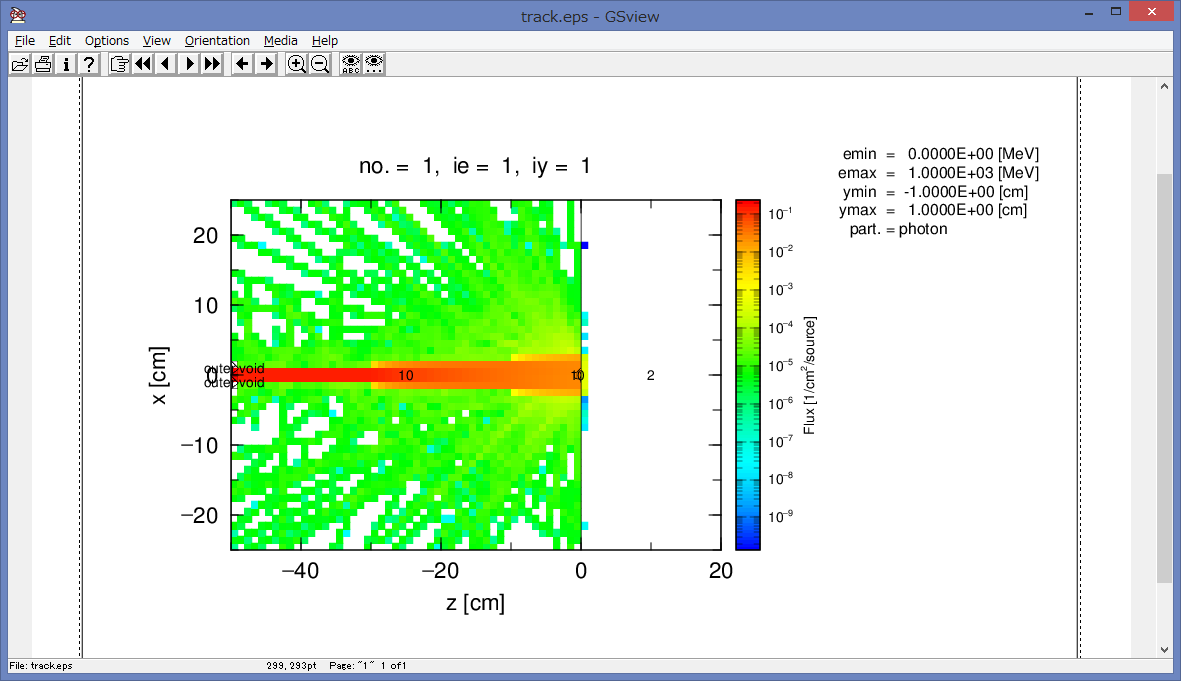 track.eps - GSview
File Edit Options View Orientation Media Help
no. = 1, ie = 1, iy = 1
emin = 0.0000E+00 [MeV]
emax = 1.0000E+03 [MeV]
ymin = -1.0000E+00 [cm]
ymax = 1.0000E+00 [cm]
part. = photon
x [cm]
20
10
0
−10
−20
outer void
outer void
10
10
2
−40
−20
0
20
z [cm]
10−1
10−2
10−3
10−4
10−5
10−6
10−7
10−8
10−9
Flux [1/cm2/source]
File: track.eps 299, 293pt Page: "1" 1 of 1